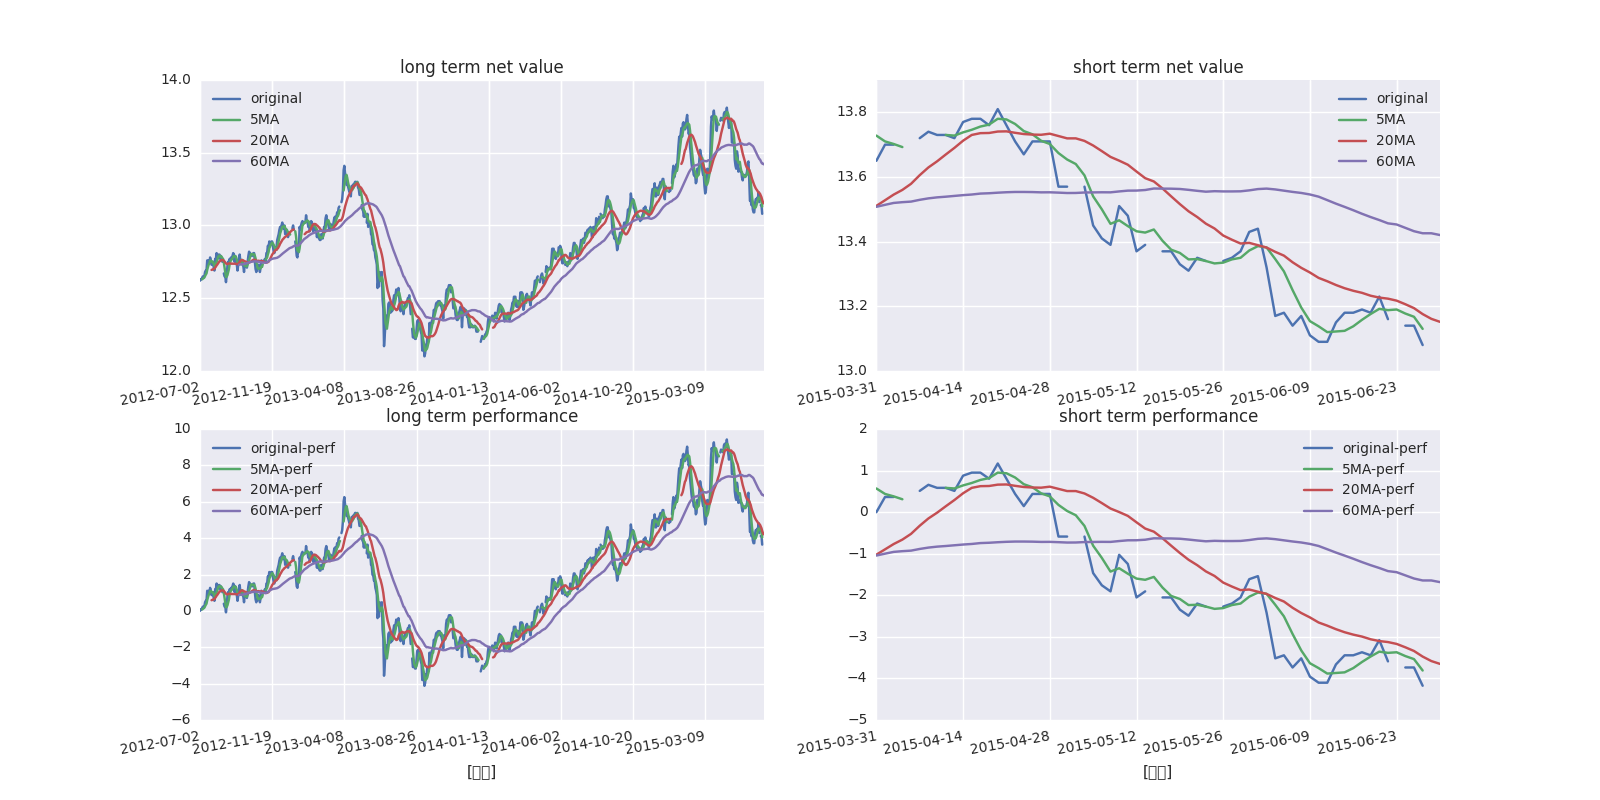 long term net value
14.0
13.5
13.0
12.5
12.0
original
5MA
20MA
60MA
2012-07-02
2012-11-19
2013-04-08
2013-08-26
2014-01-13
2014-06-02
2014-10-20
2015-03-09
short term net value
13.8
13.6
13.4
13.2
13.0
original
5MA
20MA
60MA
2015-03-31
2015-04-14
2015-04-28
2015-05-12
2015-05-26
2015-06-09
2015-06-23
long term performance
10
8
6
4
2
0
−2
−4
−6
original-perf
5MA-perf
20MA-perf
60MA-perf
2012-07-02
2012-11-19
2013-04-08
2013-08-26
2014-01-13
2014-06-02
2014-10-20
2015-03-09
short term performance
2
1
0
−1
−2
−3
−4
−5
original-perf
5MA-perf
20MA-perf
60MA-perf
2015-03-31
2015-04-14
2015-04-28
2015-05-12
2015-05-26
2015-06-09
2015-06-23